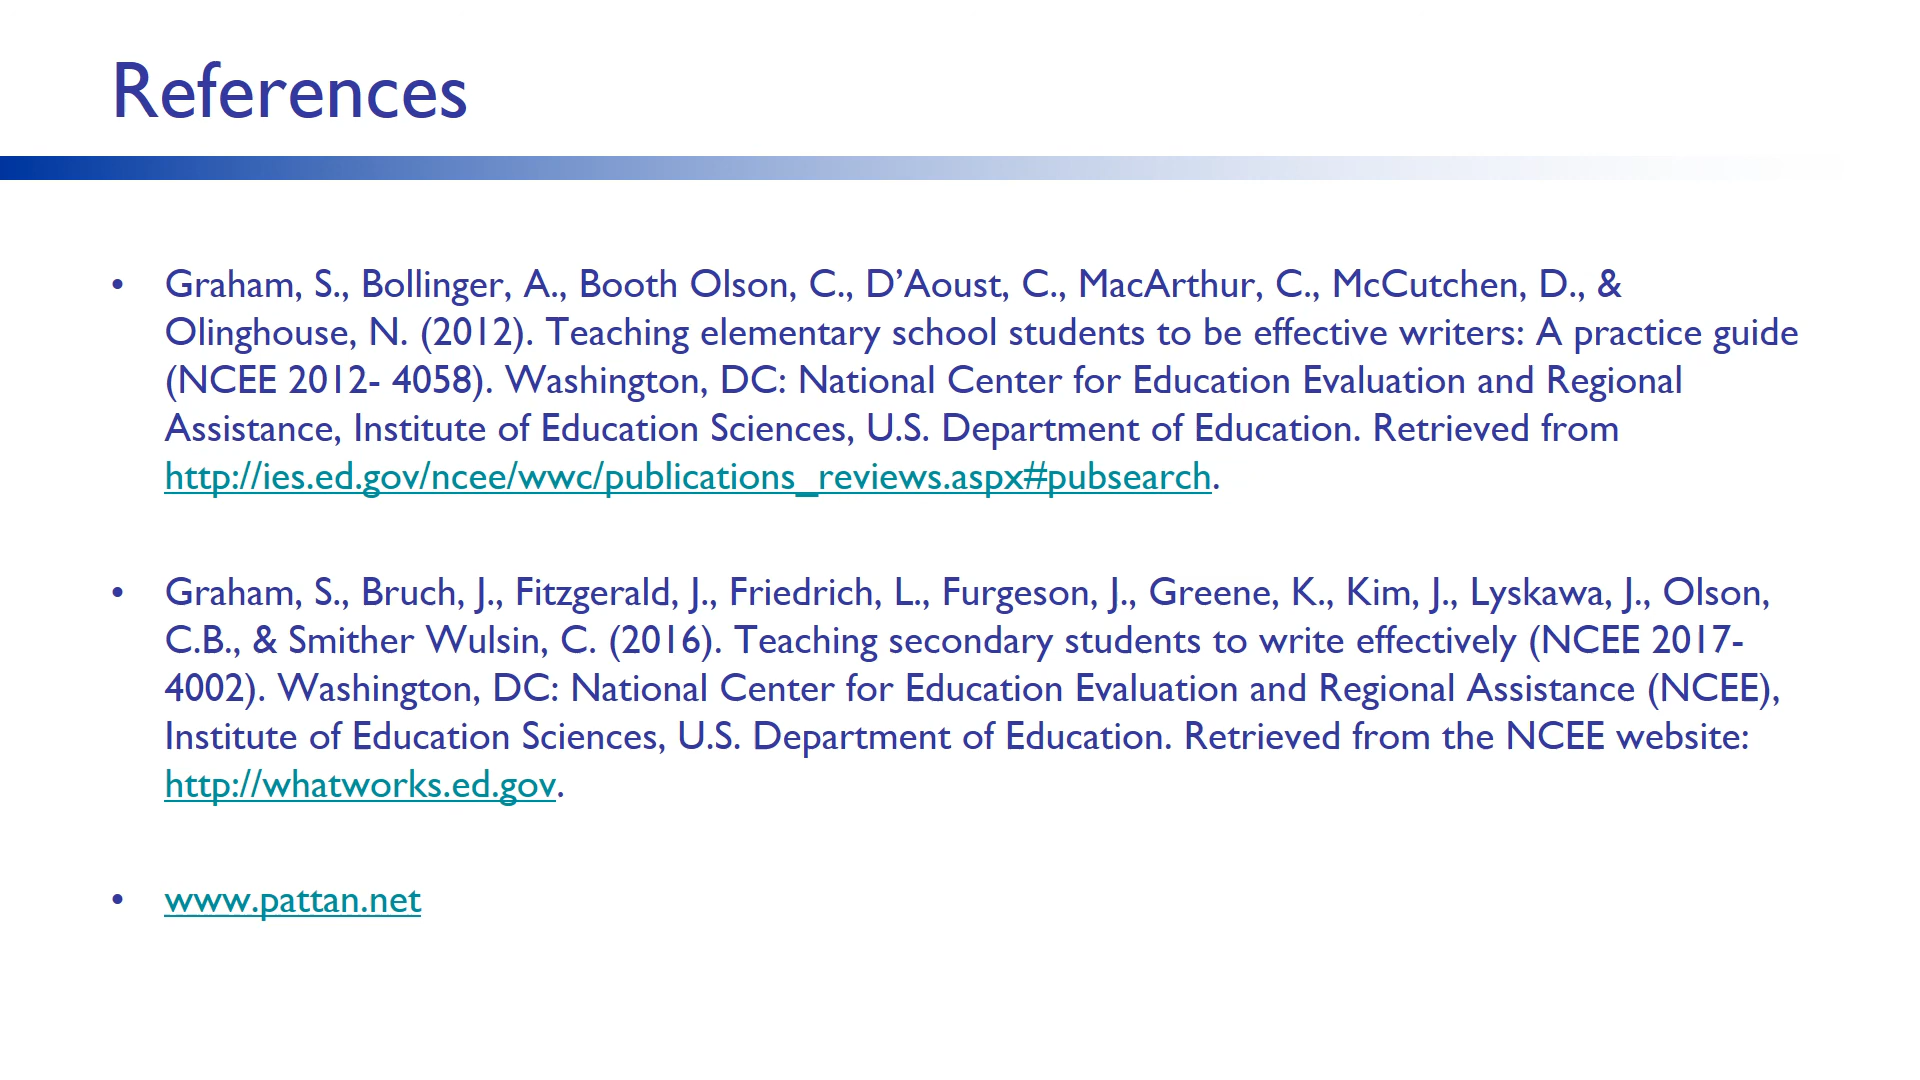 References
• Graham, S., Bollinger, A., Booth Olson, C., D’Aoust, C., MacArthur, C., McCutchen, D., &
Olinghouse, N. (2012). Teaching elementary school students to be effective writers: A practice guide
(NCEE 2012- 4058). Washington, DC: National Center for Education Evaluation and Regional
Assistance, Institute of Education Sciences, U.S. Department of Education. Retrieved from
http://ies.ed.gov/ncee/wwc/publications_reviews.aspx#pubsearch.
• Graham, S., Bruch, J., Fitzgerald, J., Friedrich, L., Furgeson, J., Greene, K., Kim, J., Lyskawa, J., Olson,
C.B., & Smither Wulsin, C. (2016). Teaching secondary students to write effectively (NCEE 2017-
4002). Washington, DC: National Center for Education Evaluation and Regional Assistance (NCEE),
Institute of Education Sciences, U.S. Department of Education. Retrieved from the NCEE website:
http://whatworks.ed.gov.
• www.pattan.net